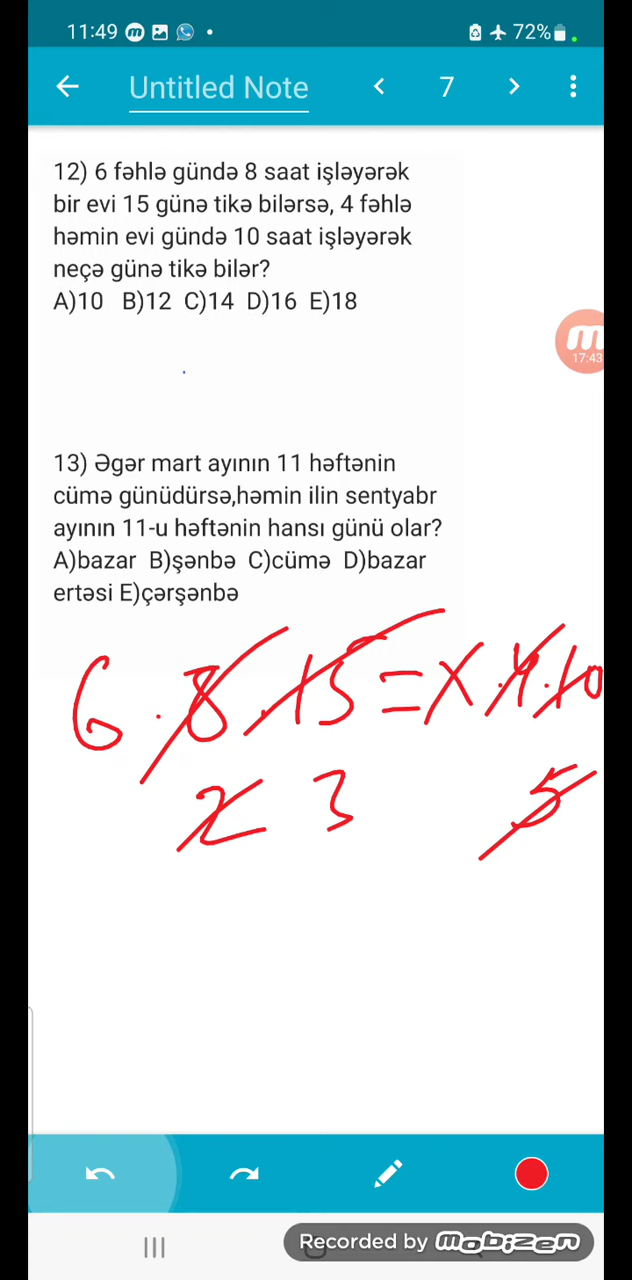 11:49 72%
Untitled Note < 7 >
12) 6 fəhlə gündə 8 saat işləyərək
bir evi 15 günə tikə bilərsə, 4 fəhlə
həmin evi gündə 10 saat işləyərək
neçə günə tikə bilər?
A)10 B)12 C)14 D)16 E)18
m
17:43
13) Əgər mart ayının 11 həftənin
cümə günüdürsə,həmin ilin sentyabr
ayının 11-u həftənin hansı günü olar?
A)bazar B)şənbə C)cümə D)bazar
ertəsi E)çərşənbə
6 . 8 . 15 = x . 4 . 10
2 3 5
Recorded by mobizen